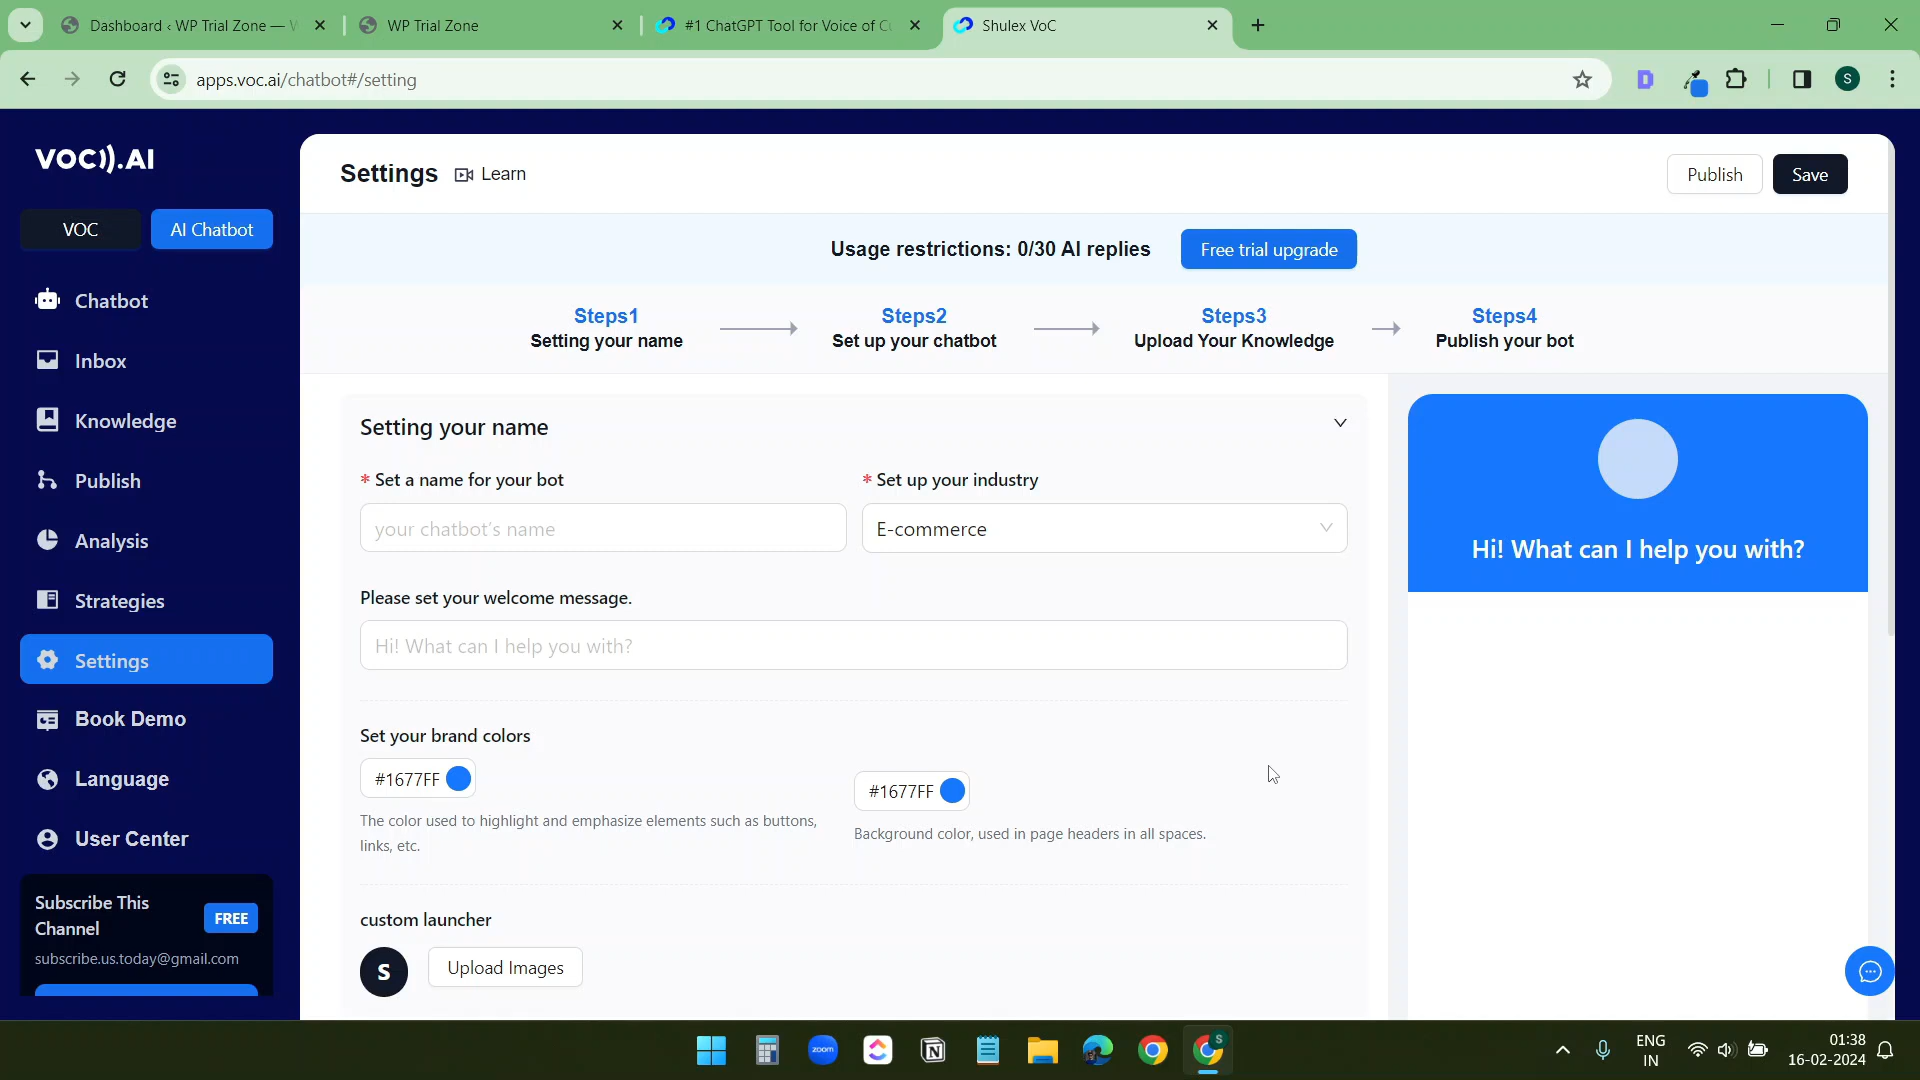 Dashboard ‹ WP Trial Zone —
WP Trial Zone
#1 ChatGPT Tool for Voice of Cu
Shulex VoC
apps.voc.ai/chatbot#/setting
D
S
VOC.AI
VOC
AI Chatbot
Chatbot
Inbox
Knowledge
Publish
Analysis
Strategies
Settings
Book Demo
Language
User Center
Subscribe This
Channel
FREE
subscribe.us.today@gmail.com
Settings
Learn
Publish
Save
Usage restrictions: 0/30 AI replies
Free trial upgrade
Steps1
Setting your name
Steps2
Set up your chatbot
Steps3
Upload Your Knowledge
Steps4
Publish your bot
Setting your name
* Set a name for your bot
your chatbot's name
* Set up your industry
E-commerce
Please set your welcome message.
Hi! What can I help you with?
Set your brand colors
#1677FF
The color used to highlight and emphasize elements such as buttons,
links, etc.
#1677FF
Background color, used in page headers in all spaces.
custom launcher
S
Upload Images
Hi! What can I help you with?
zoom
N
S
ENG
IN
01:38
16-02-2024